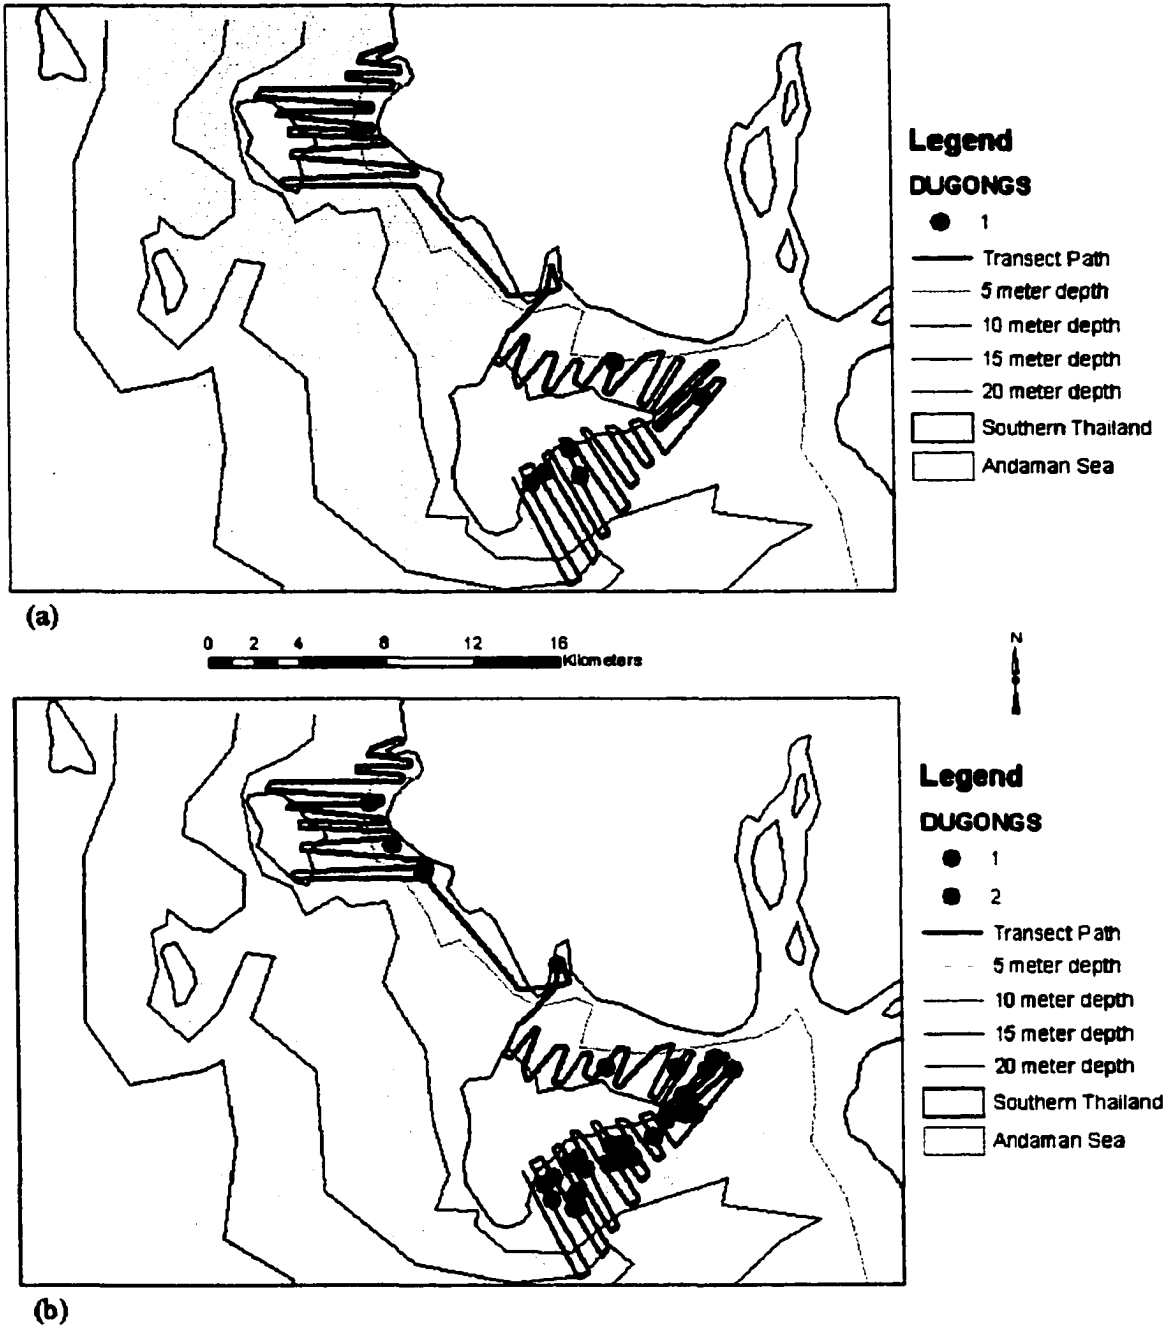 Legend
DUGONGS
1
Transect Path
5 meter depth
10 meter depth
15 meter depth
20 meter depth
Southern Thailand
Andaman Sea
(a)
0 2 4 8 12 16
Kilometers
N
Legend
DUGONGS
1
2
Transect Path
5 meter depth
10 meter depth
15 meter depth
20 meter depth
Southern Thailand
Andaman Sea
(b)